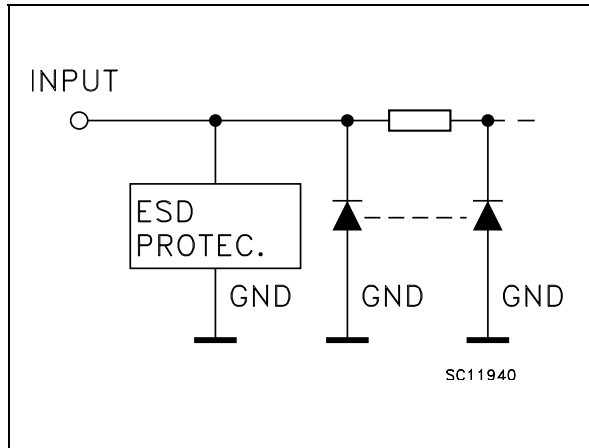 INPUT
ESD
PROTEC.
GND
GND
GND
SC11940